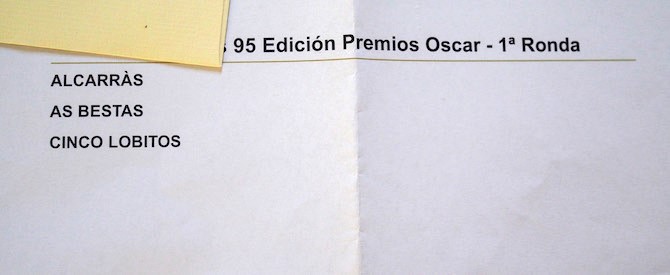 95 Edición Premios Oscar - 1ª Ronda
ALCARRÀS
AS BESTAS
CINCO LOBITOS